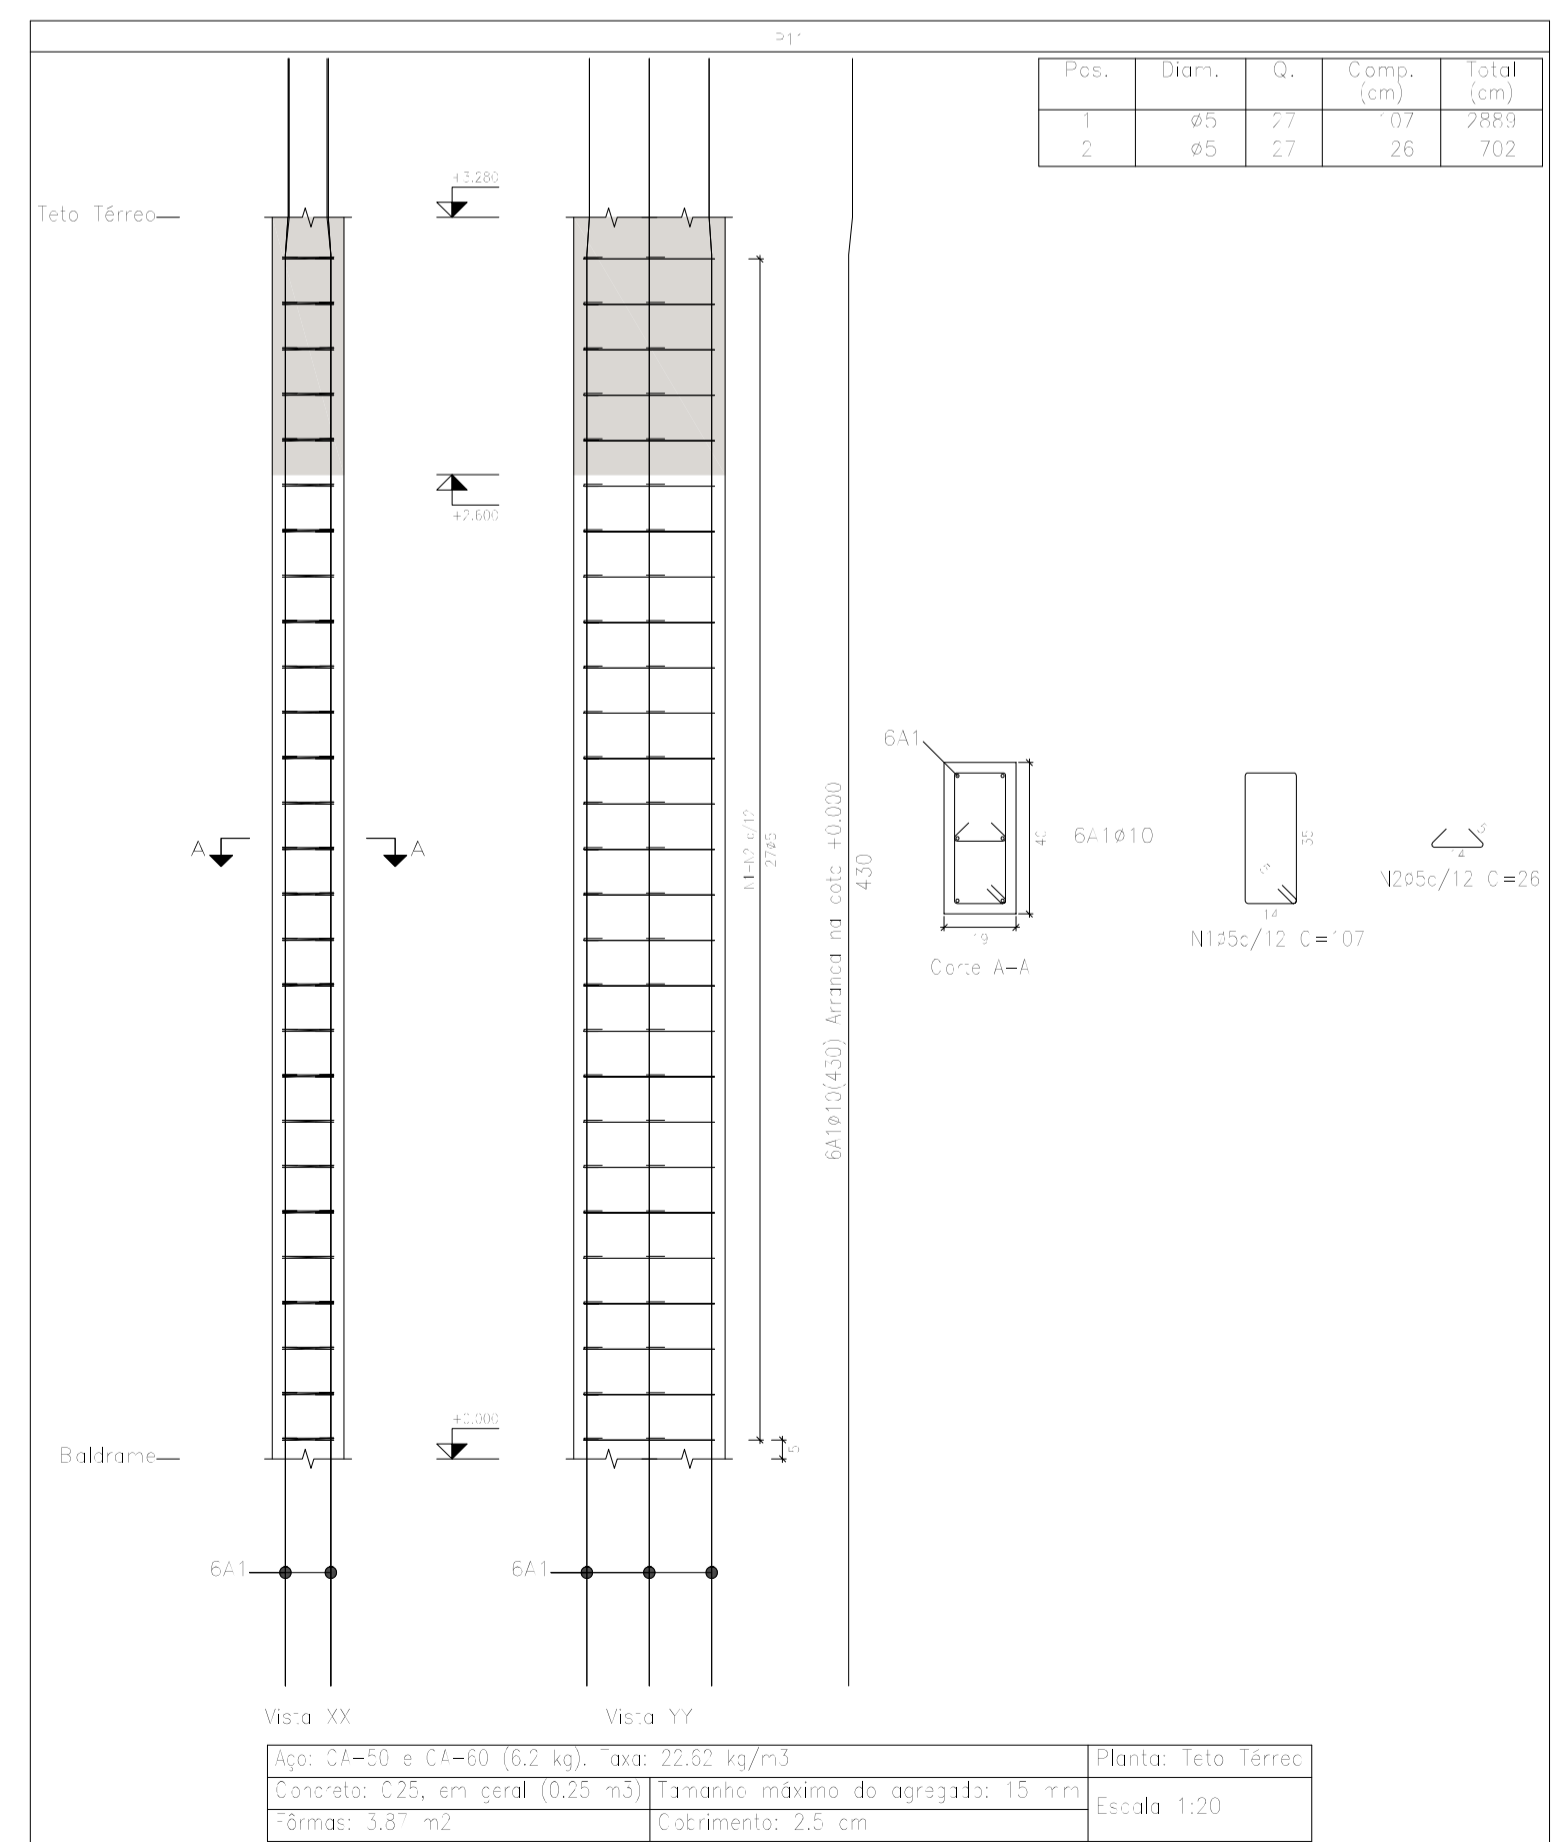 P11
Pos. Diam. Q. Comp. (cm) Total (cm)
1 ø5 27 107 2889
2 ø5 27 26 702
+3.280
Teto Térreo
+2.600
A A
N1-N2 c/12
27ø5
6A1ø10(430) Arranca na cota +0.000
430
6A1
40
6A1ø10
19
Corte A-A
35
14
N1ø5c/12 C=107
14
N2ø5c/12 C=26
+0.000
5
Baldrame
6A1
6A1
Vista XX
Vista YY
Aço: CA-50 e CA-60 (6.2 kg). Taxa: 22.62 kg/m3
Planta: Teto Térreo
Concreto: C25, em geral (0.25 m3)
Tamanho máximo do agregado: 15 mm
Escala 1:20
Fôrmas: 3.87 m2
Cobrimento: 2.5 cm